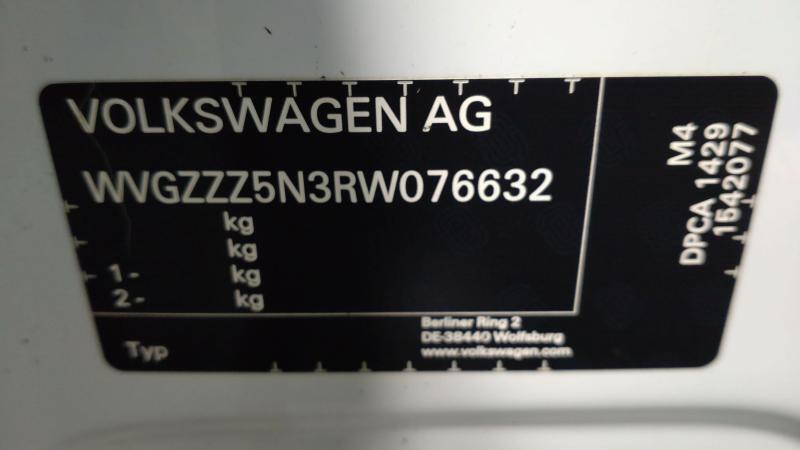 VOLKSWAGEN AG
WVGZZZ5N3RW076632
kg
kg
1- kg
2- kg
Typ
Berliner Ring 2
DE-38440 Wolfsburg
www.volkswagen.com
M4
DPCA 1429
1542077